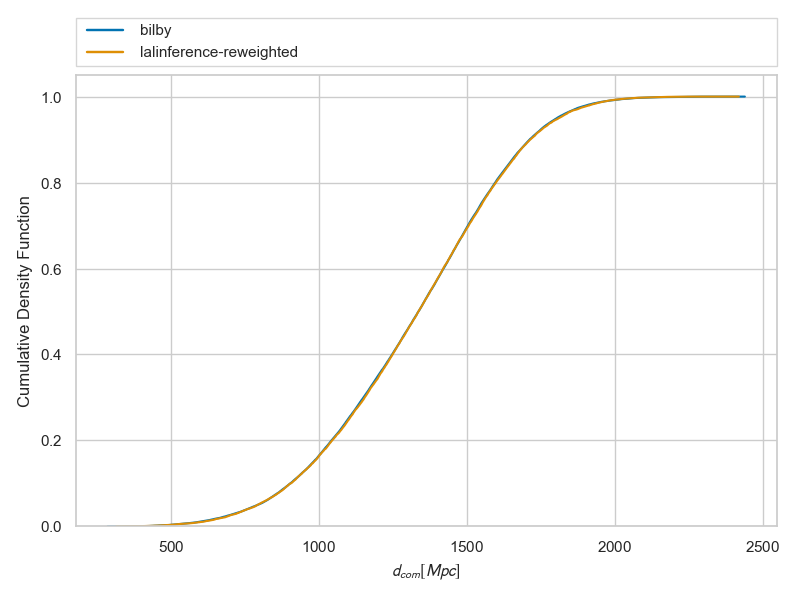 bilby
lalinference-reweighted
1.0
0.8
0.6
0.4
0.2
0.0
Cumulative Density Function
500
1000
1500
2000
2500
d_com[Mpc]